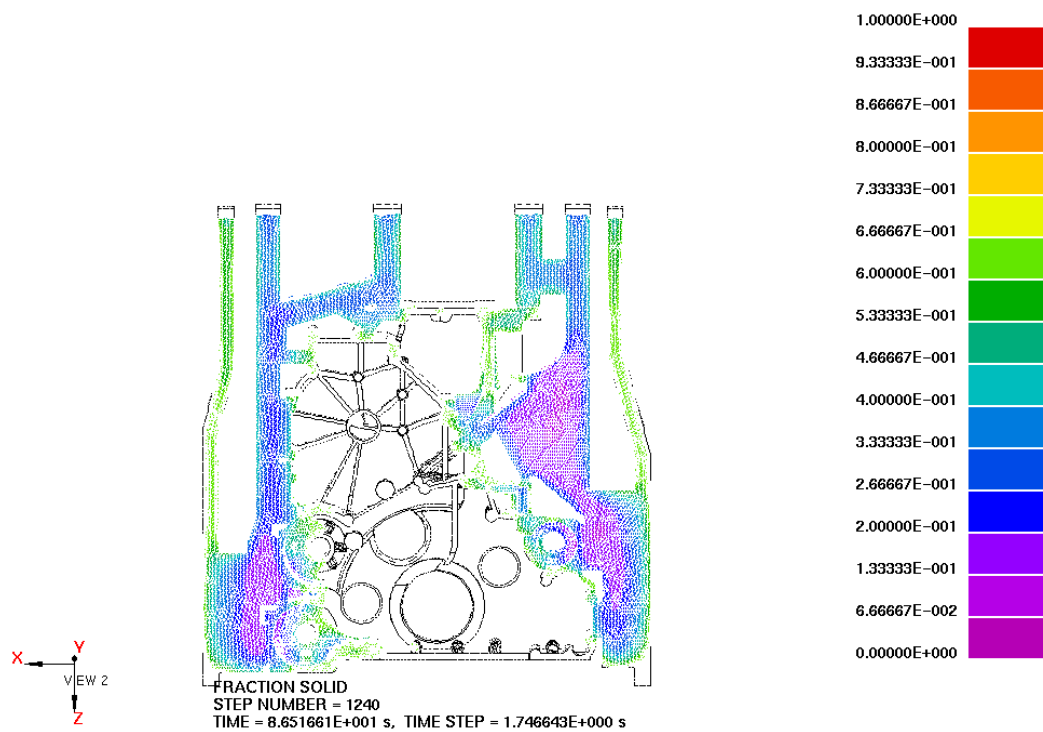 1.00000E+000
9.33333E-001
8.66667E-001
8.00000E-001
7.33333E-001
6.66667E-001
6.00000E-001
5.33333E-001
4.66667E-001
4.00000E-001
3.33333E-001
2.66667E-001
2.00000E-001
1.33333E-001
6.66667E-002
0.00000E+000
Y
X
VIEW 2
Z
FRACTION SOLID
STEP NUMBER = 1240
TIME = 8.651661E+001 s, TIME STEP = 1.746643E+000 s